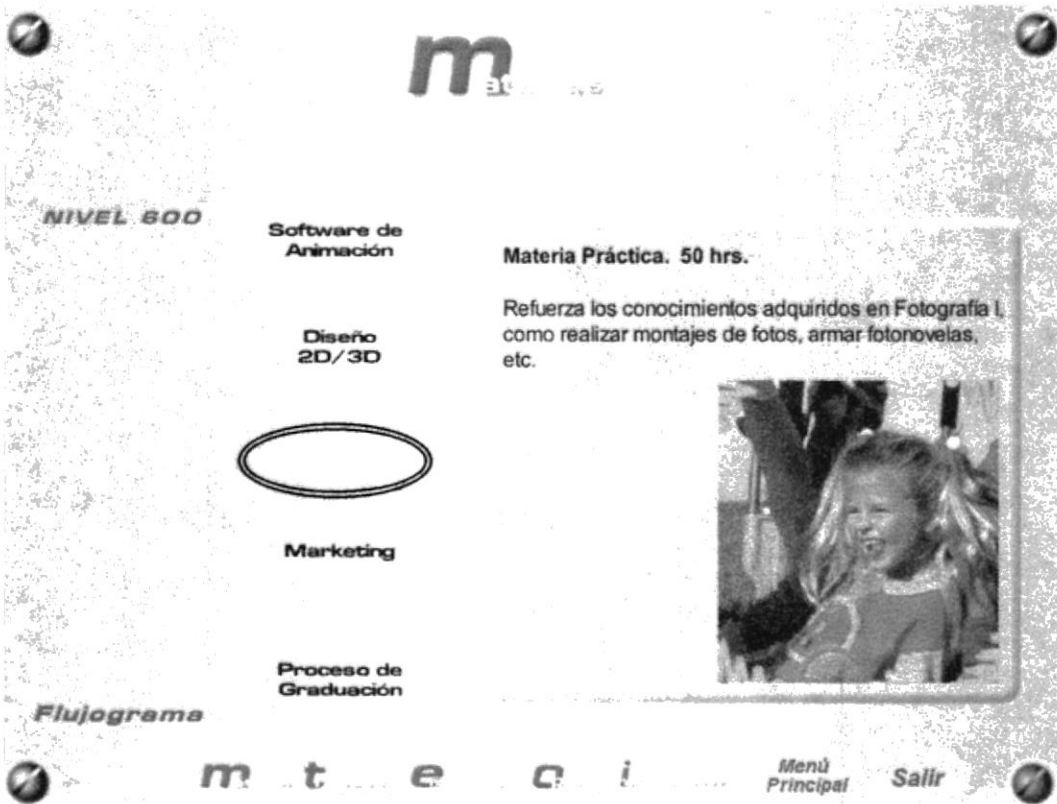 m
NIVEL 600
Software de
Animación
Diseño
2D/3D
Marketing
Proceso de
Graduación
Materia Práctica. 50 hrs.
Refuerza los conocimientos adquiridos en Fotografía I,
como realizar montajes de fotos, armar fotonovelas,
etc.
Flujograma
m t e o i
Menú
Principal
Salir